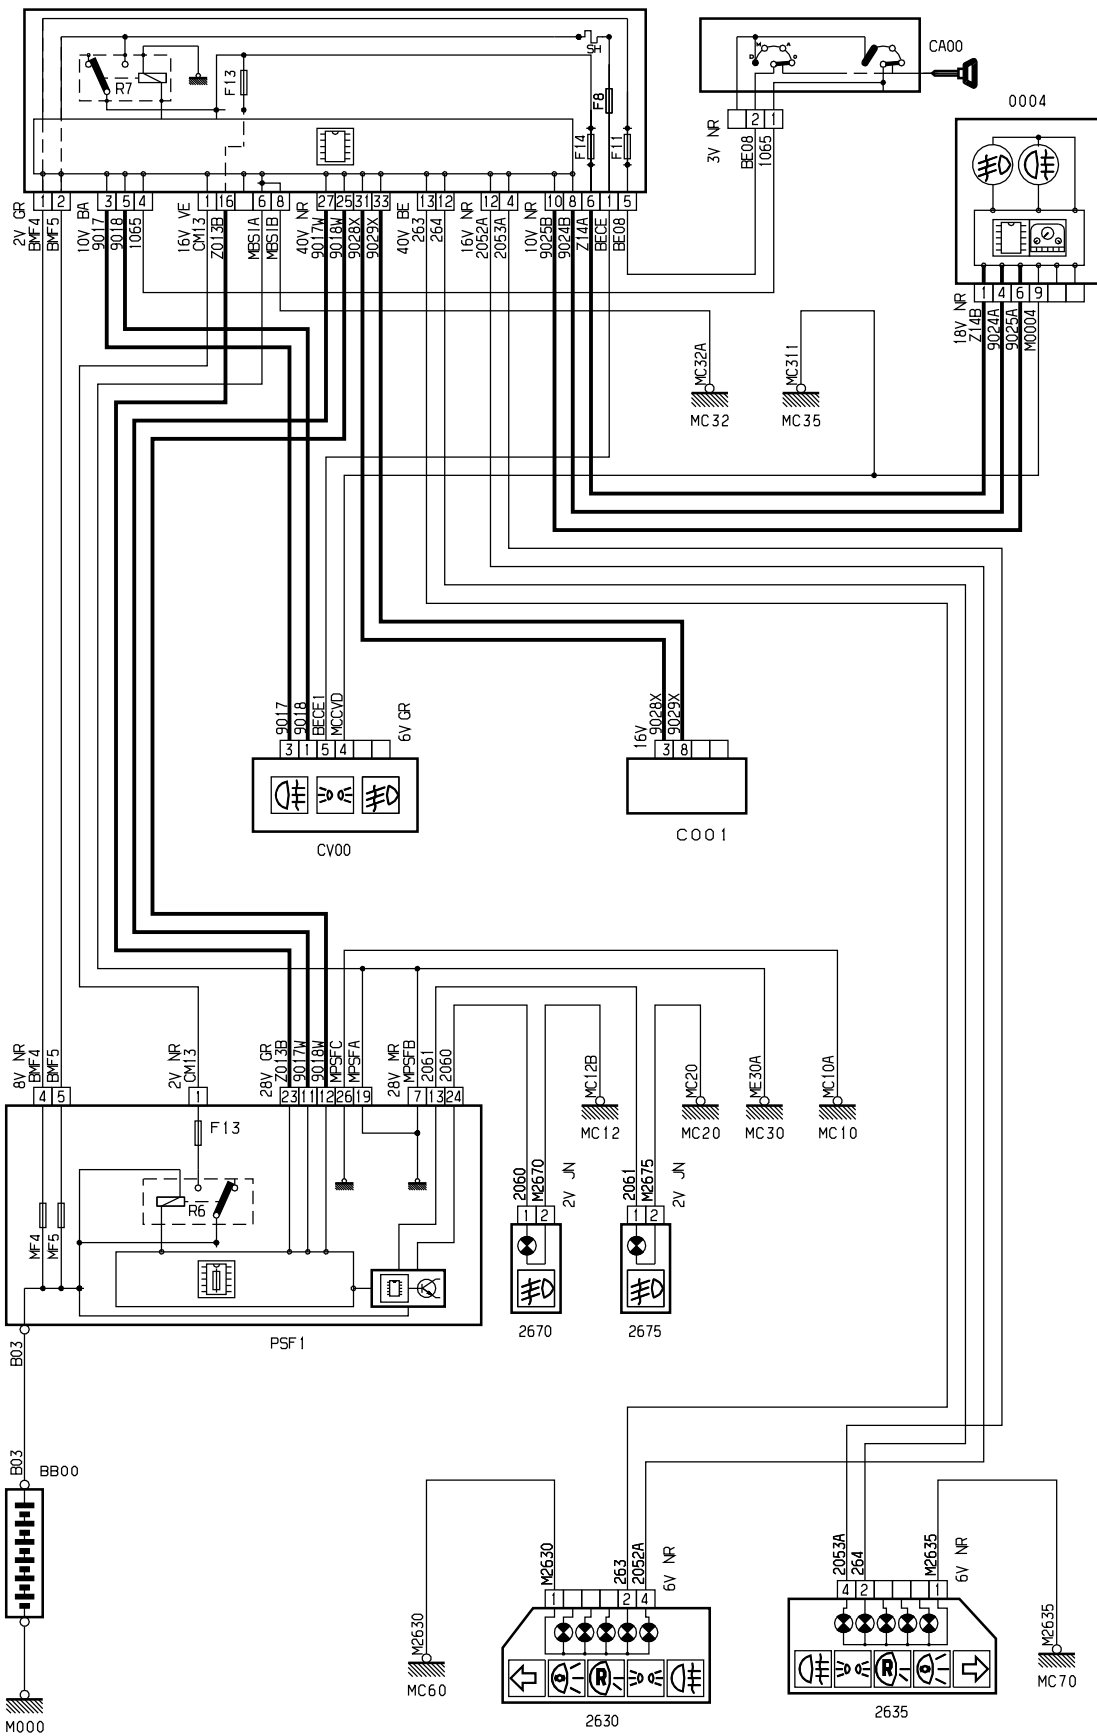 SH
R7
F13
F8
F14
F11
CA00
M
A
D
D
0004
3V NR
2
1
BE08
1065
2V GR
1
2
BMF4
BMF5
10V BA
3
5
4
9017
9018
1065
16V VE
1
16
6
8
CM13
Z013B
MBS1A
MBS1B
40V NR
27
25
31
33
9017W
9018W
9028X
9029X
40V BE
13
12
263
264
16V NR
12
4
2052A
2053A
10V NR
10
8
6
1
5
9025B
9024B
Z14A
BECE
BE08
18V NR
1
4
6
9
Z14B
9024A
9025A
M0004
MC32A
MC32
MC311
MC35
9017
9018
BECE1
MCCVD
6V GR
3
1
5
4
CV00
16V
9028X
9029X
3
8
C001
8V NR
BMF4
BMF5
4
5
2V NR
CM13
1
28V GR
Z013B
9017W
9018W
MPSFC
MPSFA
23
11
12
26
19
28V MR
MPSFB
2061
2060
7
13
24
MC12B
MC12
MC20
MC20
ME30A
MC30
MC10A
MC10
F13
R6
MF4
MF5
PSF1
2060
M2670
2V JN
1
2
2670
2061
M2675
2V JN
1
2
2675
B03
B03
BB00
M000
M2630
MC60
M2630
263
2052A
6V NR
1
2
4
R
2630
2053A
264
M2635
6V NR
4
2
1
R
2635
M2635
MC70